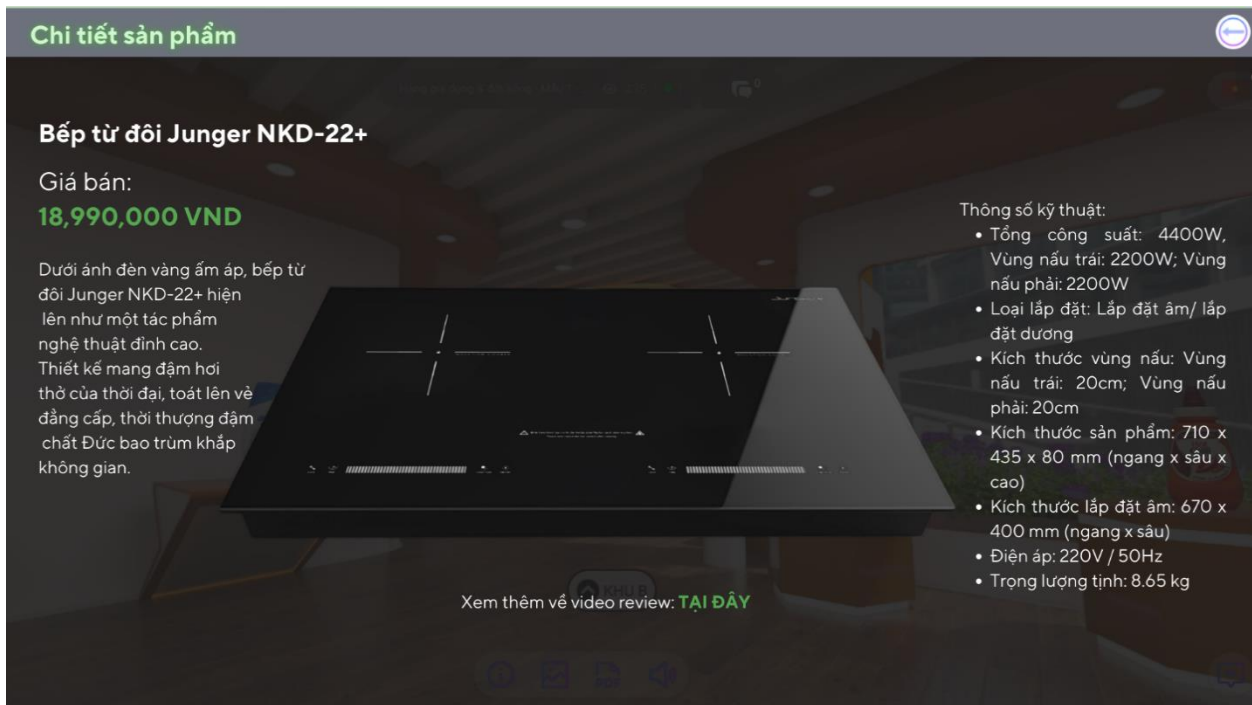 Chi tiết sản phẩm
Bếp từ đôi Junger NKD-22+
Giá bán:
18,990,000 VND
Dưới ánh đèn vàng ấm áp, bếp từ
đôi Junger NKD-22+ hiện
lên như một tác phẩm
nghệ thuật đỉnh cao.
Thiết kế mang đậm hơi
thở của thời đại, toát lên vẻ
đẳng cấp, thời thượng đậm
chất Đức bao trùm khắp
không gian.
Thông số kỹ thuật:
• Tổng công suất: 4400W,
Vùng nấu trái: 2200W; Vùng
nấu phải: 2200W
• Loại lắp đặt: Lắp đặt âm/ lắp
đặt dương
• Kích thước vùng nấu: Vùng
nấu trái: 20cm; Vùng nấu
phải: 20cm
• Kích thước sản phẩm: 710 x
435 x 80 mm (ngang x sâu x
cao)
• Kích thước lắp đặt âm: 670 x
400 mm (ngang x sâu)
• Điện áp: 220V / 50Hz
• Trọng lượng tịnh: 8.65 kg
KHU B
Xem thêm về video review: TẠI ĐÂY
PDF